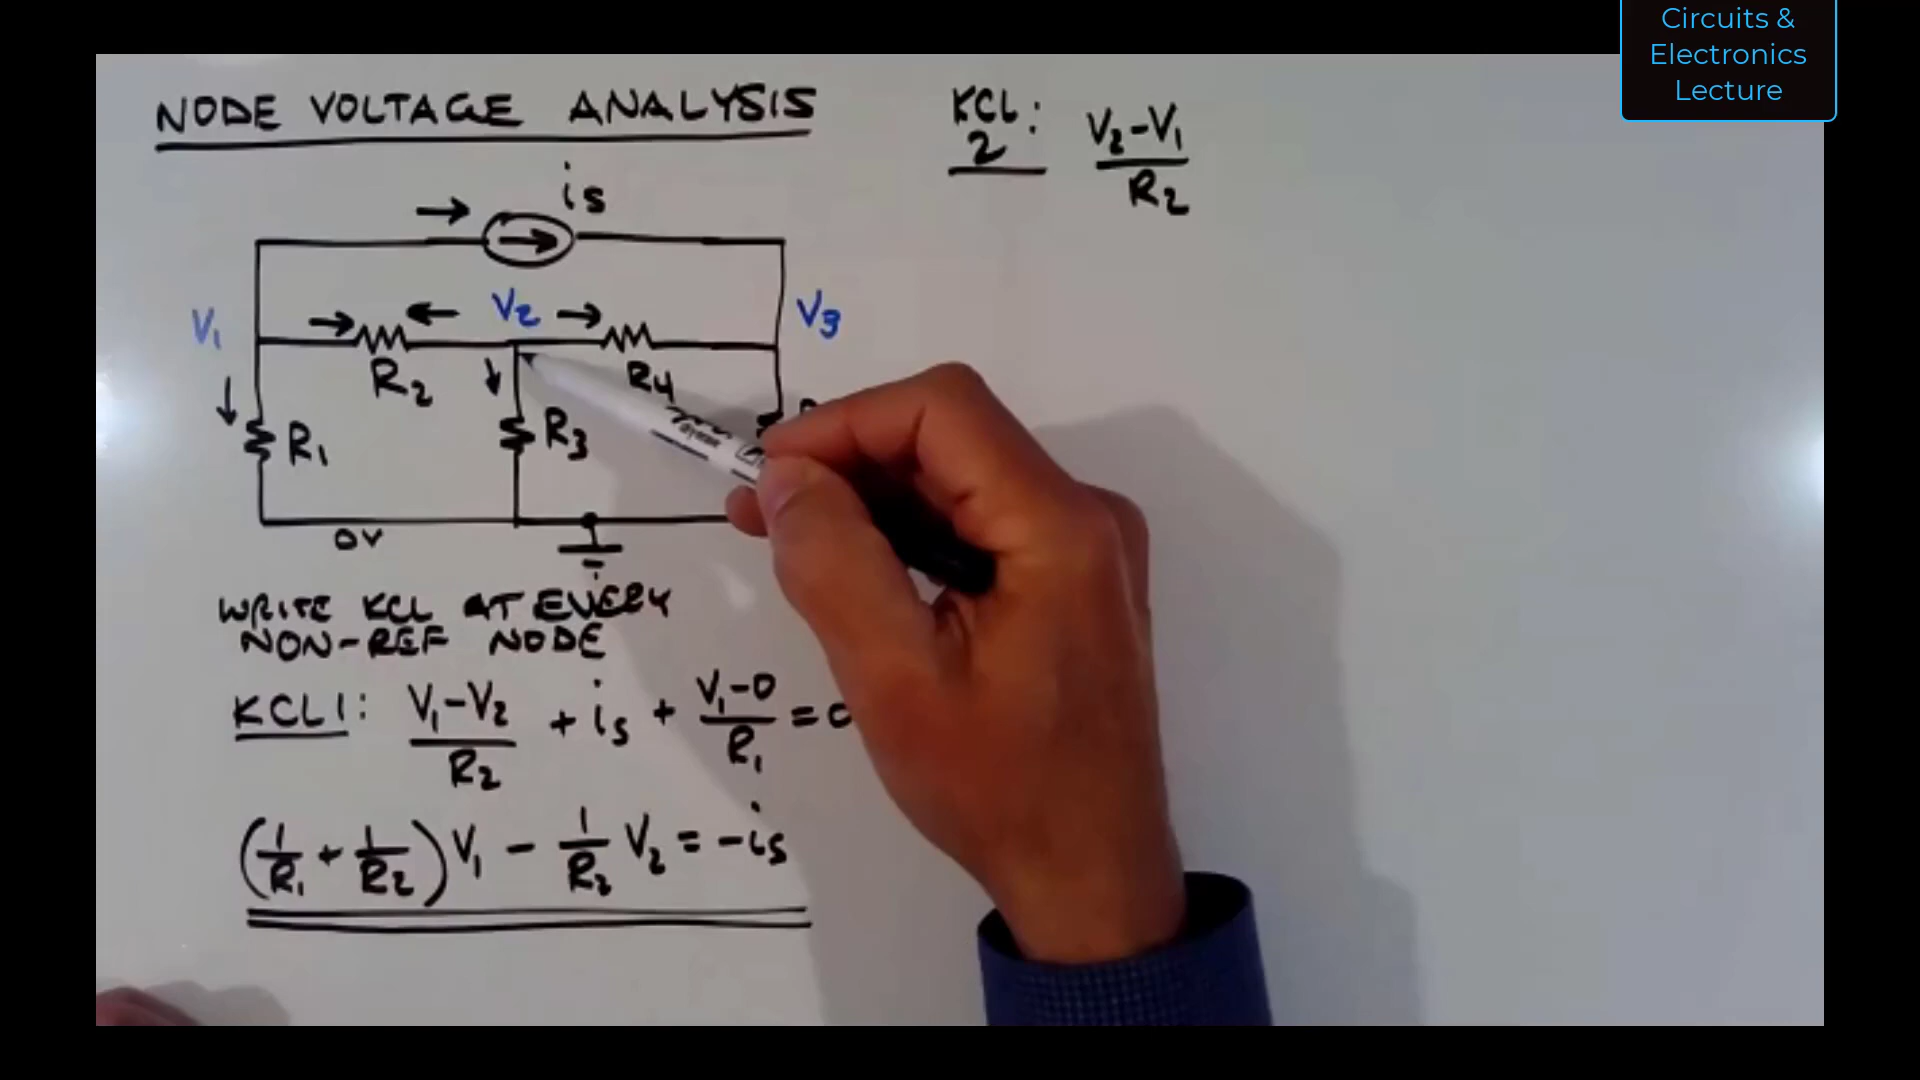 Circuits &
Electronics
Lecture
NODE VOLTAGE ANALYSIS
is
V1
V2
V3
R2
R4
R1
R3
0V
WRITE KCL AT EVERY
NON-REF NODE
KCL1: (V1-V2)/R2 + is + (V1-0)/R1 = 0
(1/R1 + 1/R2)V1 - 1/R2 V2 = -is
KCL 2: (V2-V1)/R2